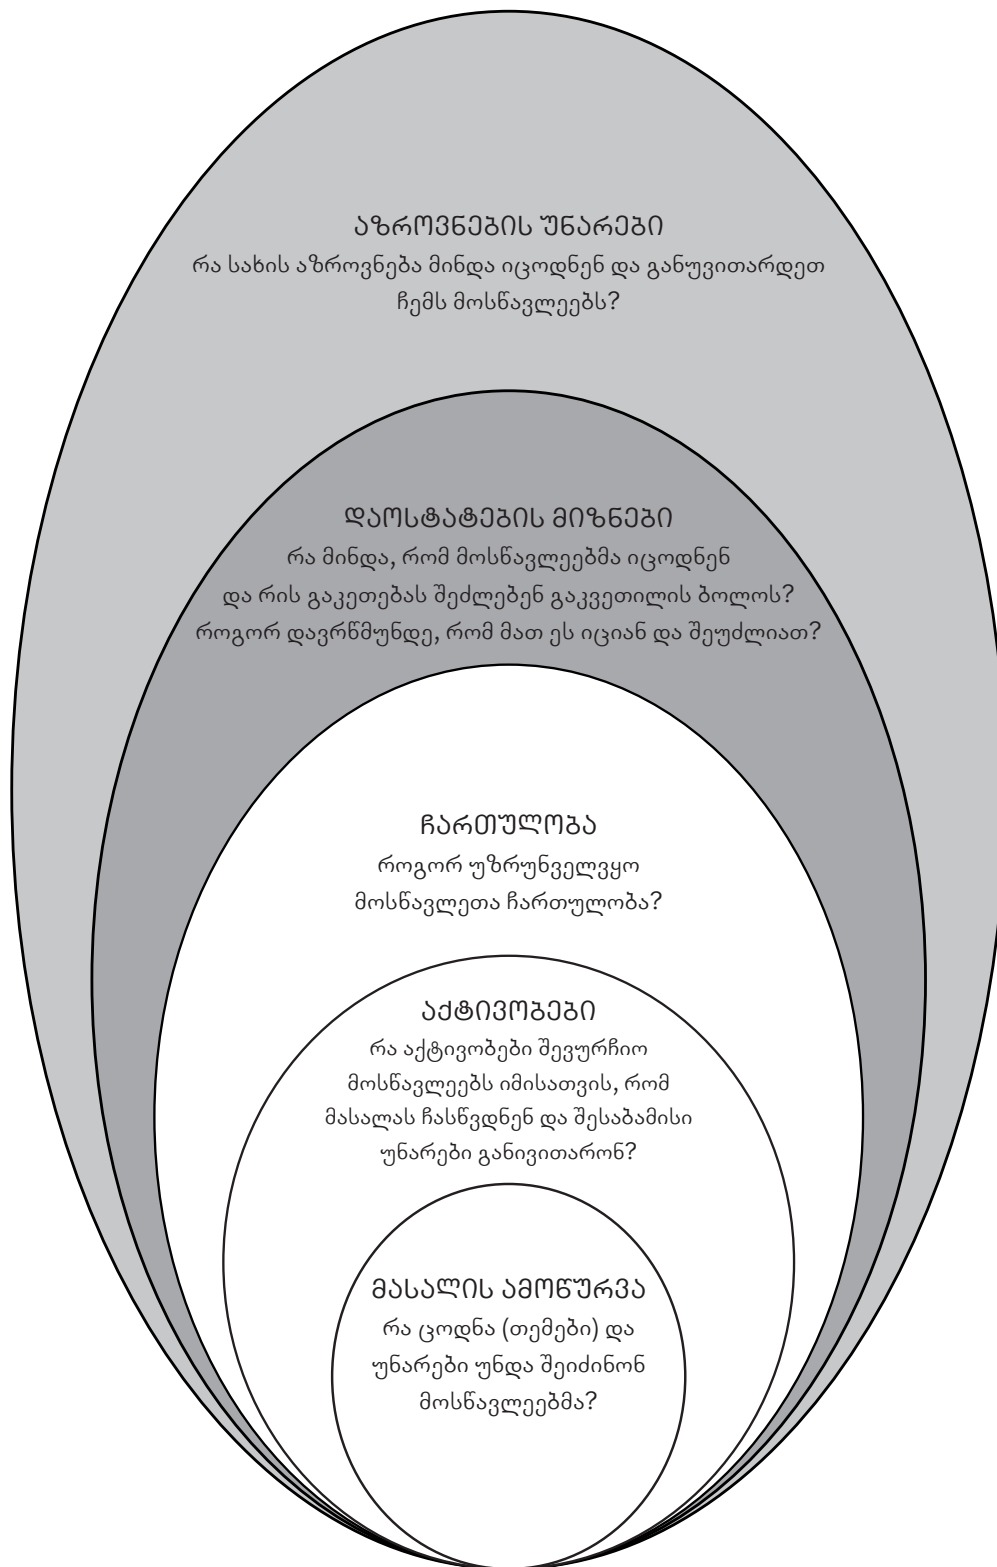 აზროვნების უნარები
რა სახის აზროვნება მინდა იცოდნენ და განუვითარდეთ
ჩემს მოსწავლეებს?
დაოსტატების მიზნები
რა მინდა, რომ მოსწავლეებმა იცოდნენ
და რის გაკეთებას შეძლებენ გაკვეთილის ბოლოს?
როგორ დავრწმუნდე, რომ მათ ეს იციან და შეუძლიათ?
ჩართულობა
როგორ უზრუნველვყო
მოსწავლეთა ჩართულობა?
აქტივობები
რა აქტივობები შევურჩიო
მოსწავლეებს იმისათვის, რომ
მასალას ჩასწვდნენ და შესაბამისი
უნარები განივითარონ?
მასალის ამოწურვა
რა ცოდნა (თემები) და
უნარები უნდა შეიძინონ
მოსწავლეებმა?